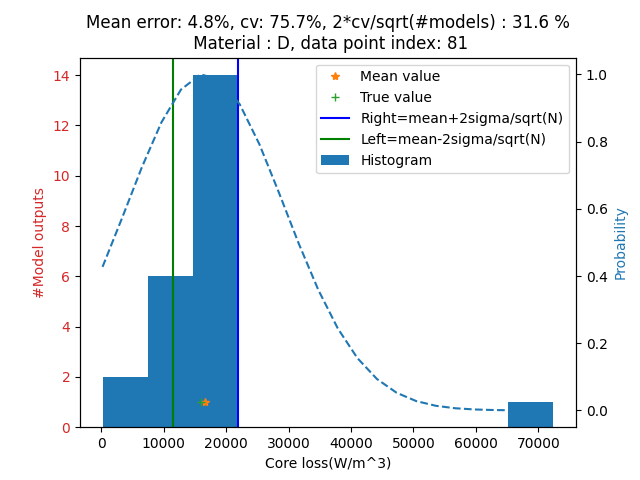 Mean error: 4.8%, cv: 75.7%, 2*cv/sqrt(#models) : 31.6 %
Material : D, data point index: 81
Mean value
True value
Right=mean+2sigma/sqrt(N)
Left=mean-2sigma/sqrt(N)
Histogram
#Model outputs
14
12
10
8
6
4
2
0
1.0
0.8
0.6
0.4
0.2
0.0
Probability
0 10000 20000 30000 40000 50000 60000 70000
Core loss(W/m^3)